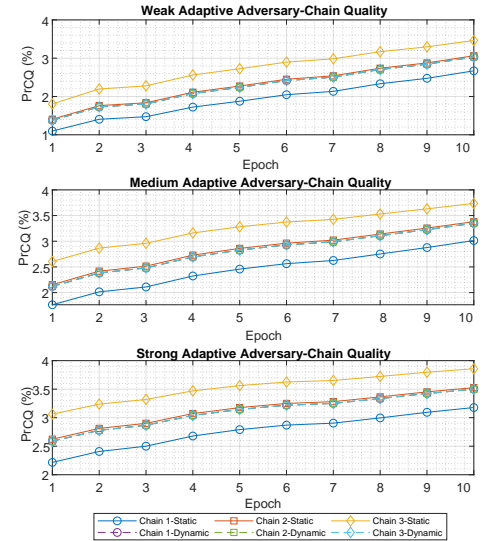 Weak Adaptive Adversary-Chain Quality
4
3
2
1
PrCQ (%)
1 2 3 4 5 6 7 8 9 10
Epoch
Medium Adaptive Adversary-Chain Quality
4
3.5
3
2.5
2
PrCQ (%)
1 2 3 4 5 6 7 8 9 10
Epoch
Strong Adaptive Adversary-Chain Quality
4
3.5
3
2.5
2
PrCQ (%)
1 2 3 4 5 6 7 8 9 10
Epoch
Chain 1-Static Chain 2-Static Chain 3-Static
Chain 1-Dynamic Chain 2-Dynamic Chain 3-Dynamic